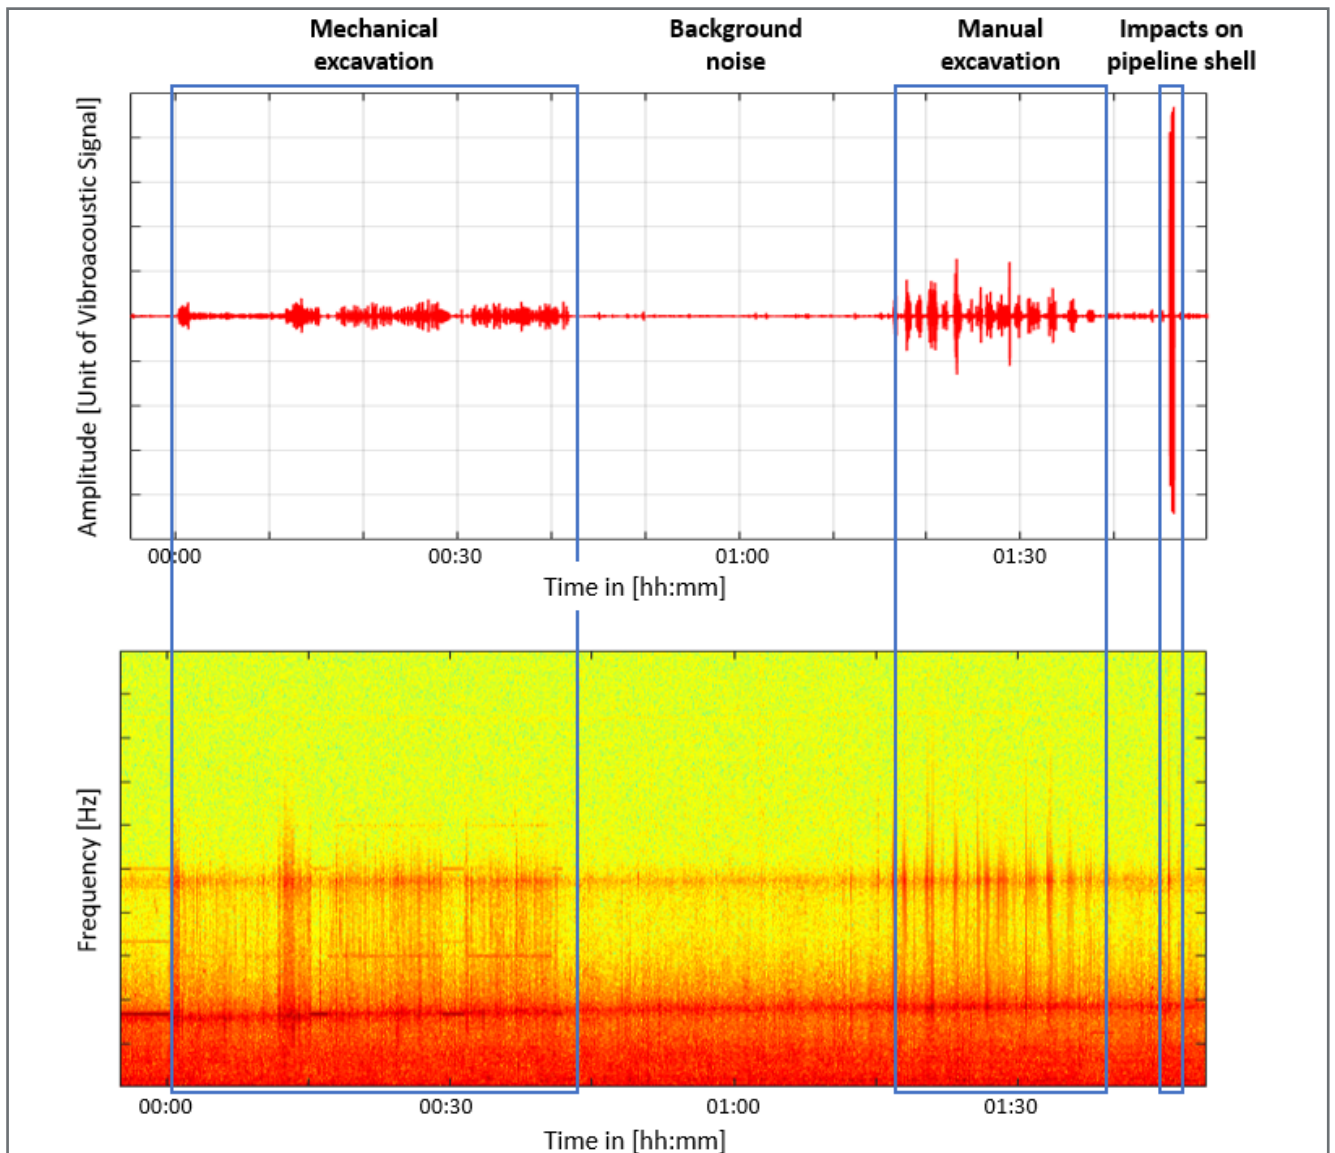 Mechanical
excavation
Background
noise
Manual
excavation
Impacts on
pipeline shell
Amplitude [Unit of Vibroacoustic Signal]
00:00
00:30
01:00
01:30
Time in [hh:mm]
Frequency [Hz]
00:00
00:30
01:00
01:30
Time in [hh:mm]